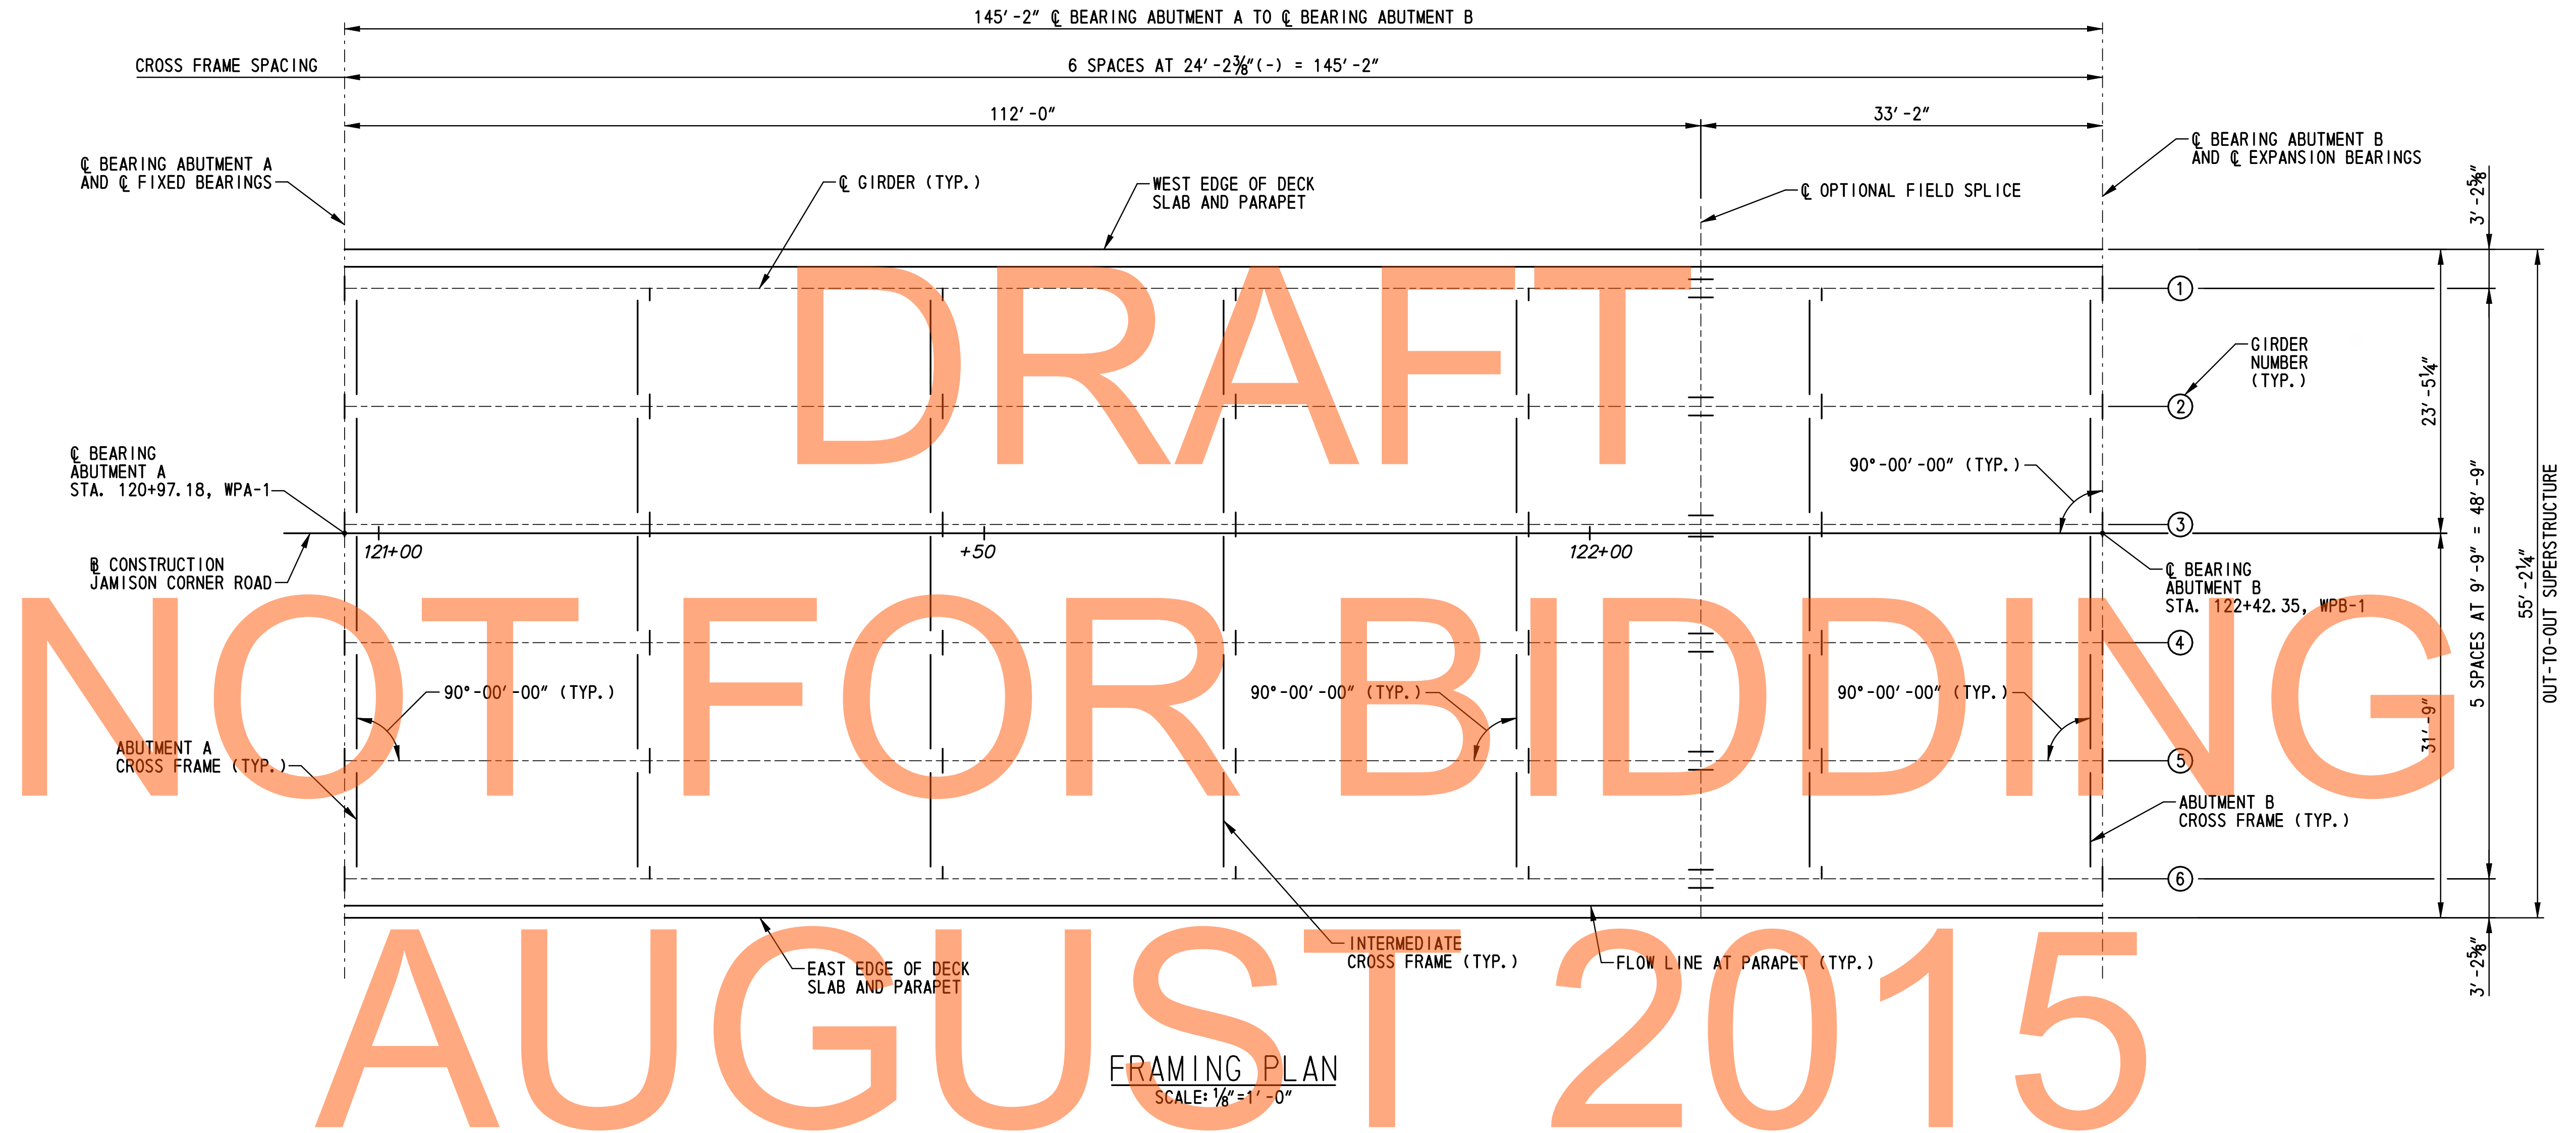 145'-2" ℄ BEARING ABUTMENT A TO ℄ BEARING ABUTMENT B
CROSS FRAME SPACING
6 SPACES AT 24'-2⅜"(-) = 145'-2"
112'-0"
33'-2"
℄ BEARING ABUTMENT A
AND ℄ FIXED BEARINGS
℄ GIRDER (TYP.)
WEST EDGE OF DECK
SLAB AND PARAPET
℄ OPTIONAL FIELD SPLICE
℄ BEARING ABUTMENT B
AND ℄ EXPANSION BEARINGS
3'-2⅝"
1
GIRDER
NUMBER
(TYP.)
2
23'-5¼"
℄ BEARING
ABUTMENT A
STA. 120+97.18, WPA-1
90°-00'-00" (TYP.)
3
121+00
+50
122+00
B CONSTRUCTION
JAMISON CORNER ROAD
℄ BEARING
ABUTMENT B
STA. 122+42.35, WPB-1
5 SPACES AT 9'-9" = 48'-9"
55'-2¼"
OUT-TO-OUT SUPERSTRUCTURE
4
90°-00'-00" (TYP.)
90°-00'-00" (TYP.)
90°-00'-00" (TYP.)
31'-9"
ABUTMENT A
CROSS FRAME (TYP.)
5
ABUTMENT B
CROSS FRAME (TYP.)
6
EAST EDGE OF DECK
SLAB AND PARAPET
INTERMEDIATE
CROSS FRAME (TYP.)
FLOW LINE AT PARAPET (TYP.)
3'-2⅝"
FRAMING PLAN
SCALE: ⅛"=1'-0"
DRAFT
NOT FOR BIDDING
AUGUST 2015